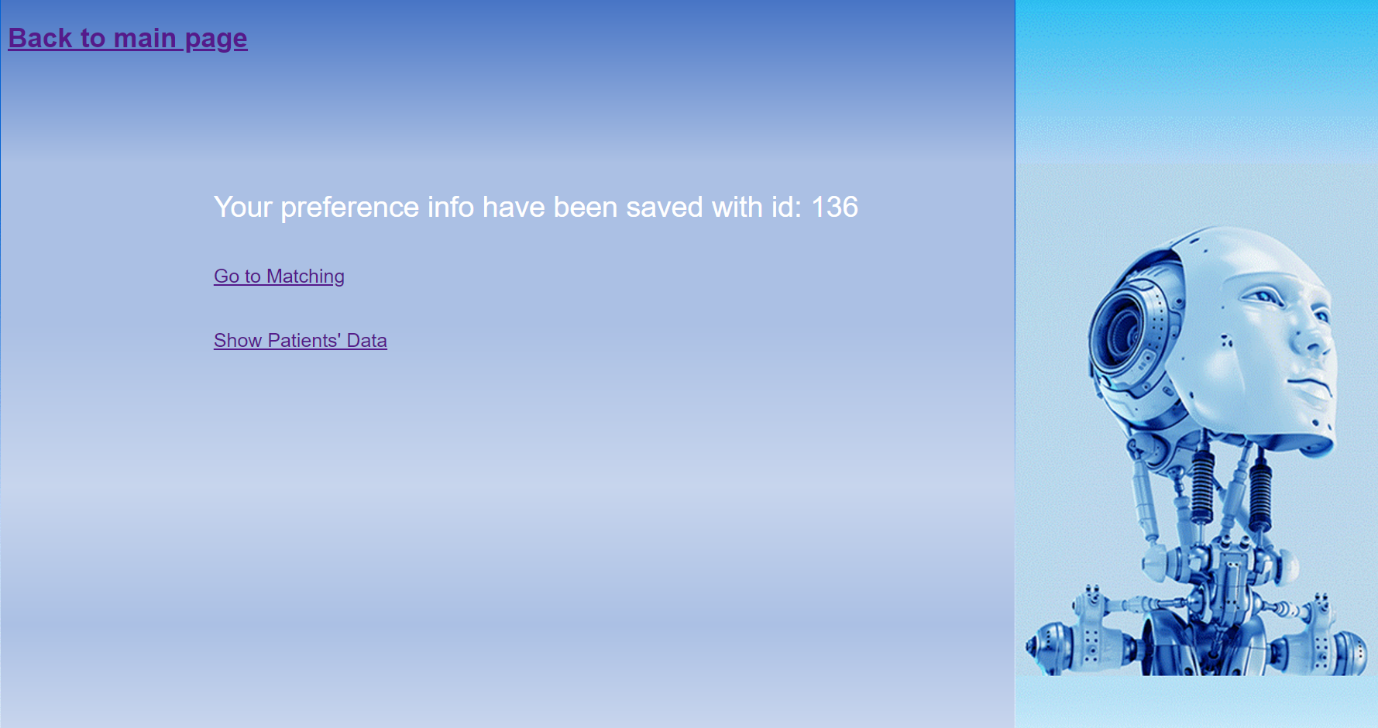 Back to main page
Your preference info have been saved with id: 136
Go to Matching
Show Patients' Data